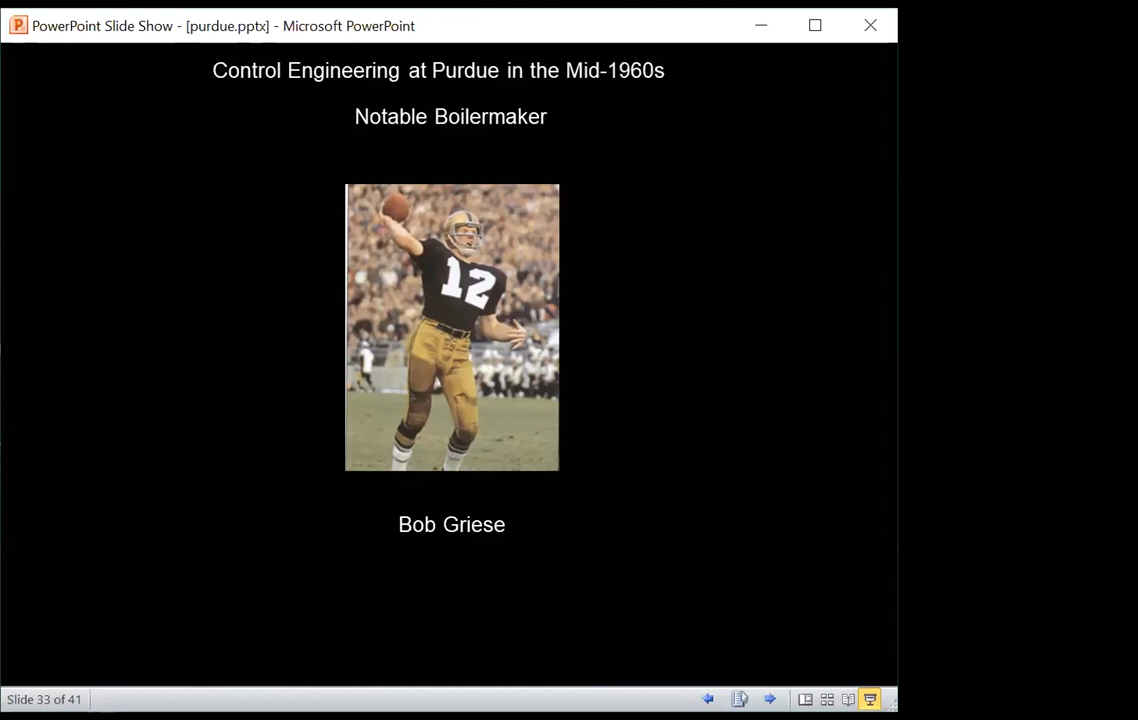 PowerPoint Slide Show - [purdue.pptx] - Microsoft PowerPoint
Control Engineering at Purdue in the Mid-1960s
Notable Boilermaker
12
Bob Griese
Slide 33 of 41